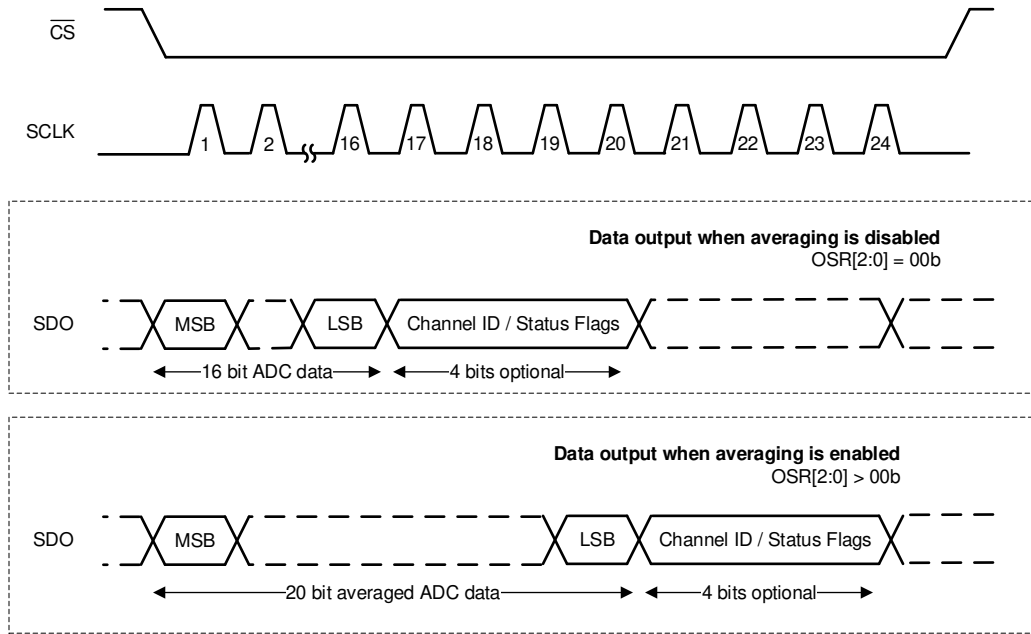 CS
SCLK
1 2 16 17 18 19 20 21 22 23 24
Data output when averaging is disabled
OSR[2:0] = 00b
SDO
MSB LSB Channel ID / Status Flags
16 bit ADC data 4 bits optional
Data output when averaging is enabled
OSR[2:0] > 00b
SDO
MSB LSB Channel ID / Status Flags
20 bit averaged ADC data 4 bits optional